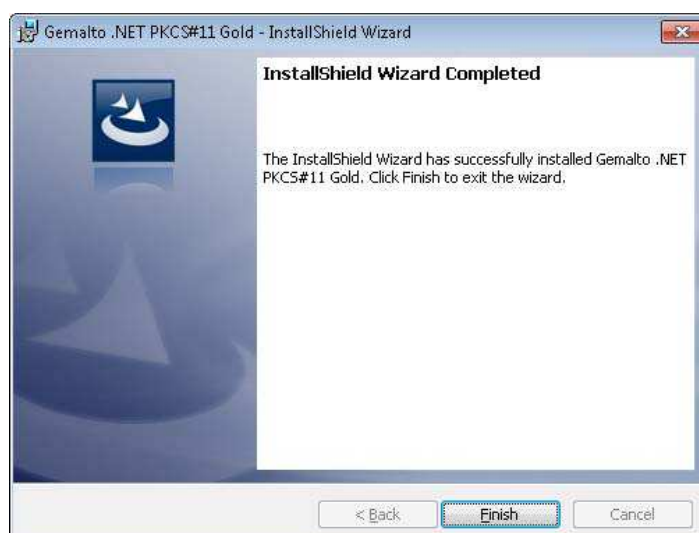 Gemalto .NET PKCS#11 Gold - InstallShield Wizard
InstallShield Wizard Completed
The InstallShield Wizard has successfully installed Gemalto .NET
PKCS#11 Gold. Click Finish to exit the wizard.
< Back
Finish
Cancel